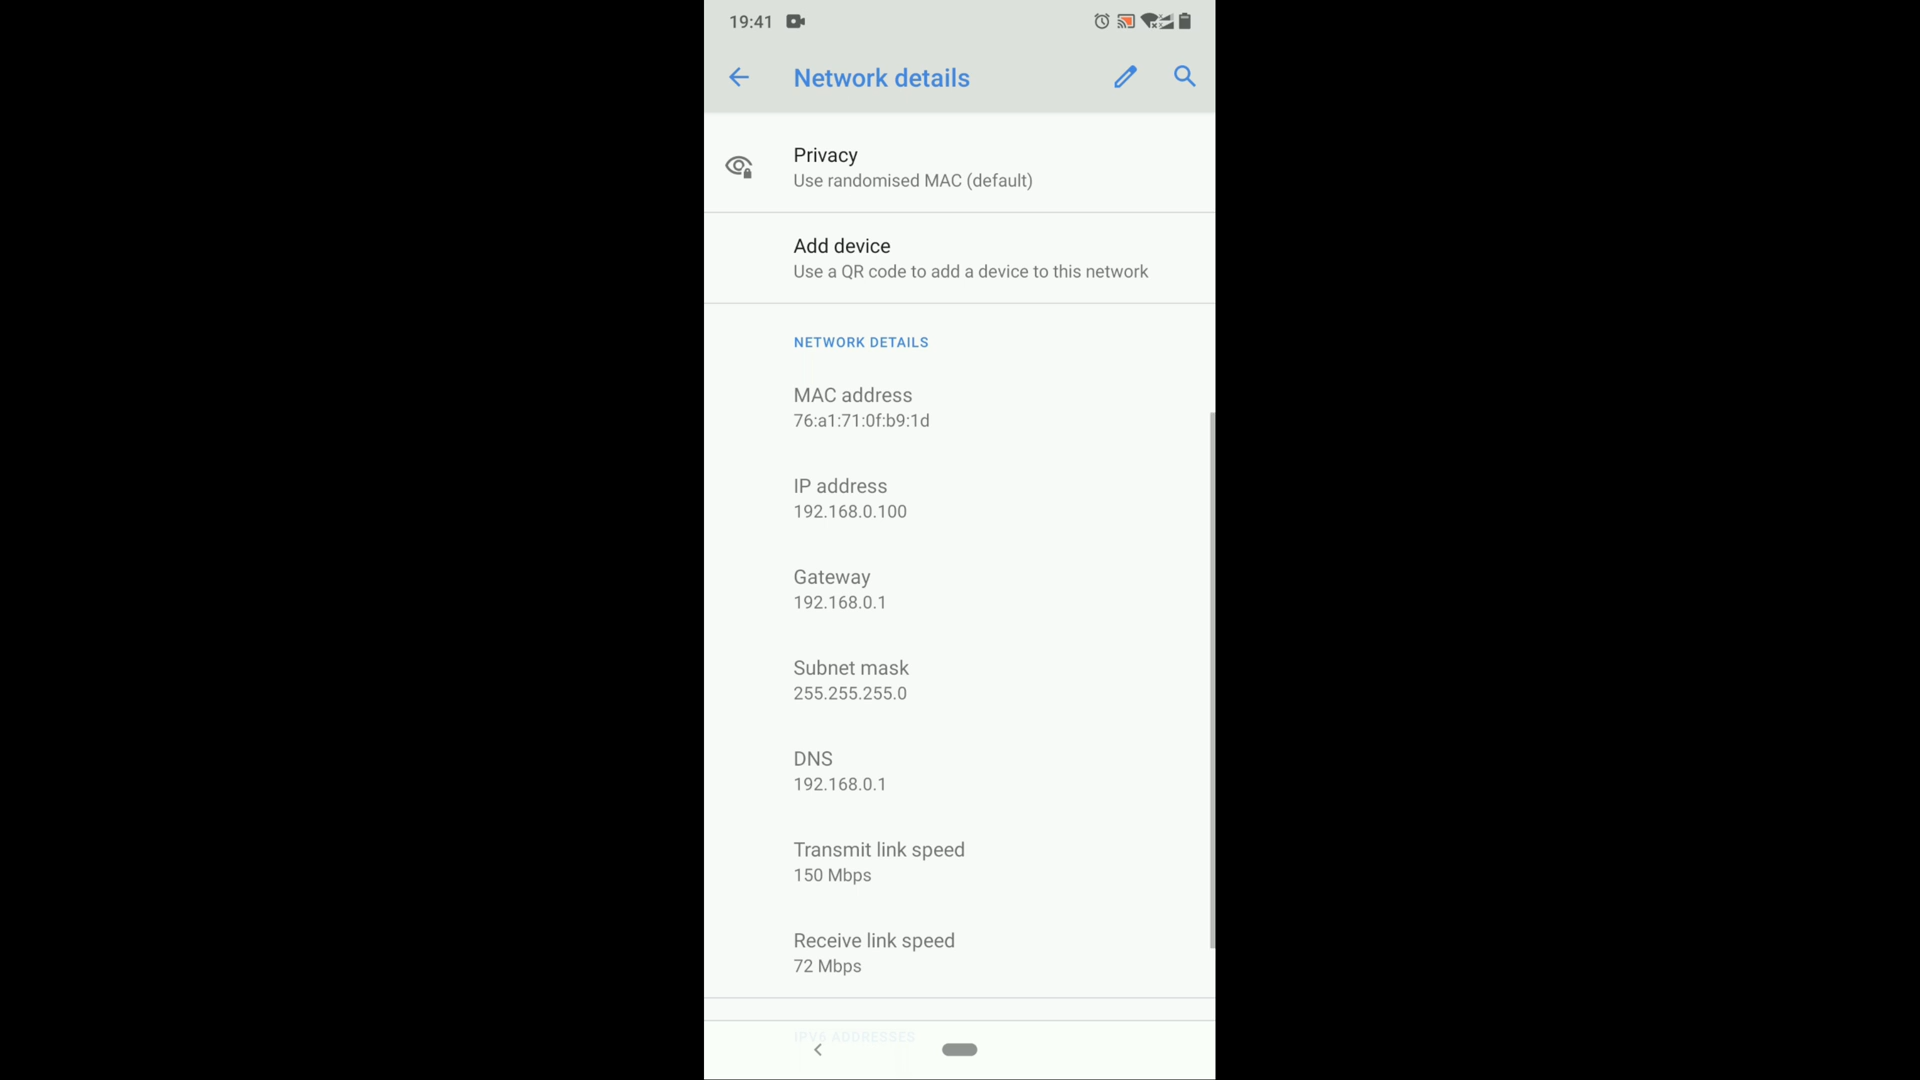 19:41
Network details
Privacy
Use randomised MAC (default)
Add device
Use a QR code to add a device to this network
NETWORK DETAILS
MAC address
76:a1:71:0f:b9:1d
IP address
192.168.0.100
Gateway
192.168.0.1
Subnet mask
255.255.255.0
DNS
192.168.0.1
Transmit link speed
150 Mbps
Receive link speed
72 Mbps
IPV6 ADDRESSES